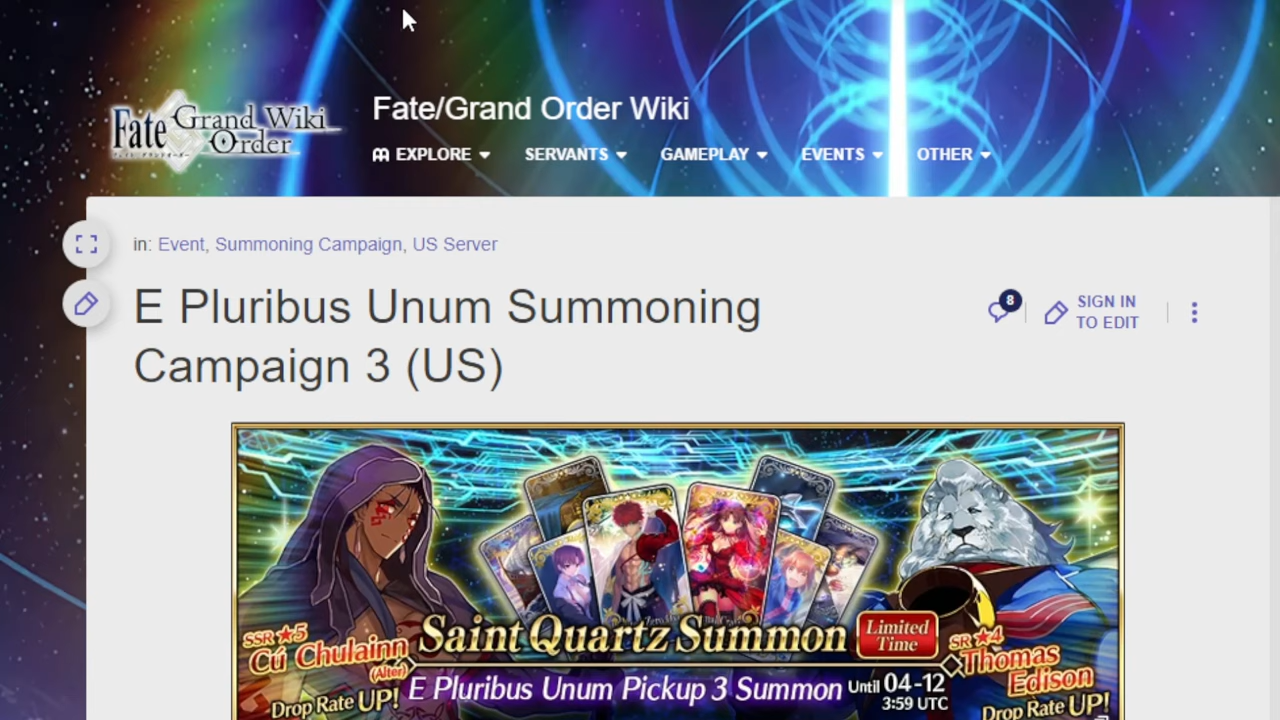 Fate/Grand Order Wiki
Fate Grand Wiki
Order
EXPLORE SERVANTS GAMEPLAY EVENTS OTHER
in: Event, Summoning Campaign, US Server
E Pluribus Unum Summoning
Campaign 3 (US)
8
SIGN IN
TO EDIT
SSR ★5
Cú Chulainn
(Alter)
Drop Rate UP!
Saint Quartz Summon
Limited
Time
E Pluribus Unum Pickup 3 Summon
Until 04-12
3:59 UTC
SR ★4
Thomas
Edison
Drop Rate UP!